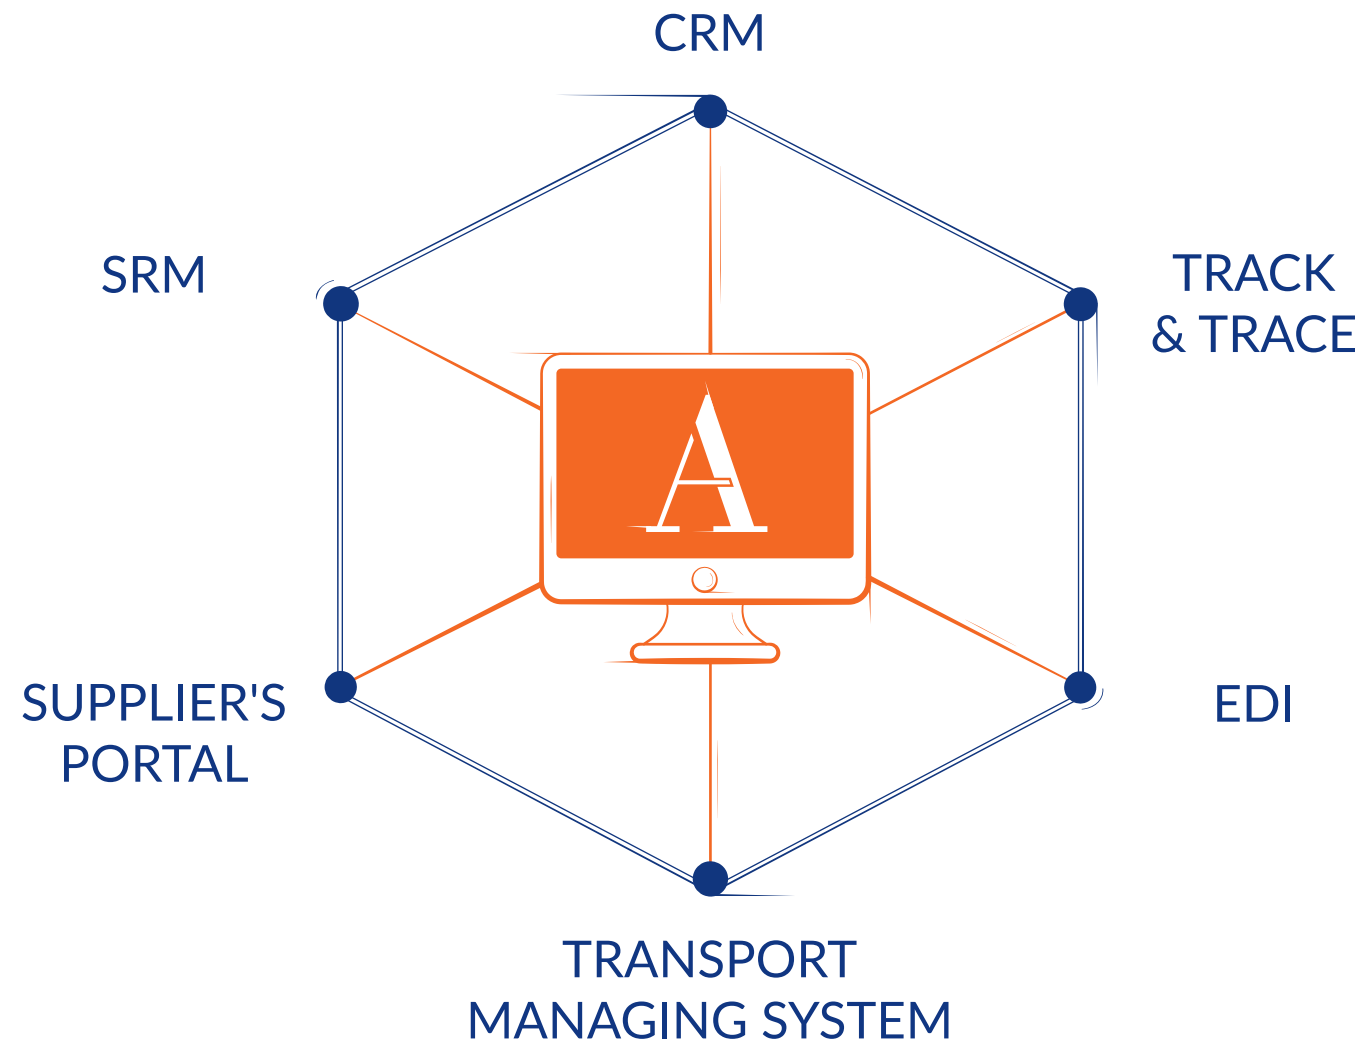 CRM
SRM
TRACK
& TRACE
A
SUPPLIER'S
PORTAL
EDI
TRANSPORT
MANAGING SYSTEM